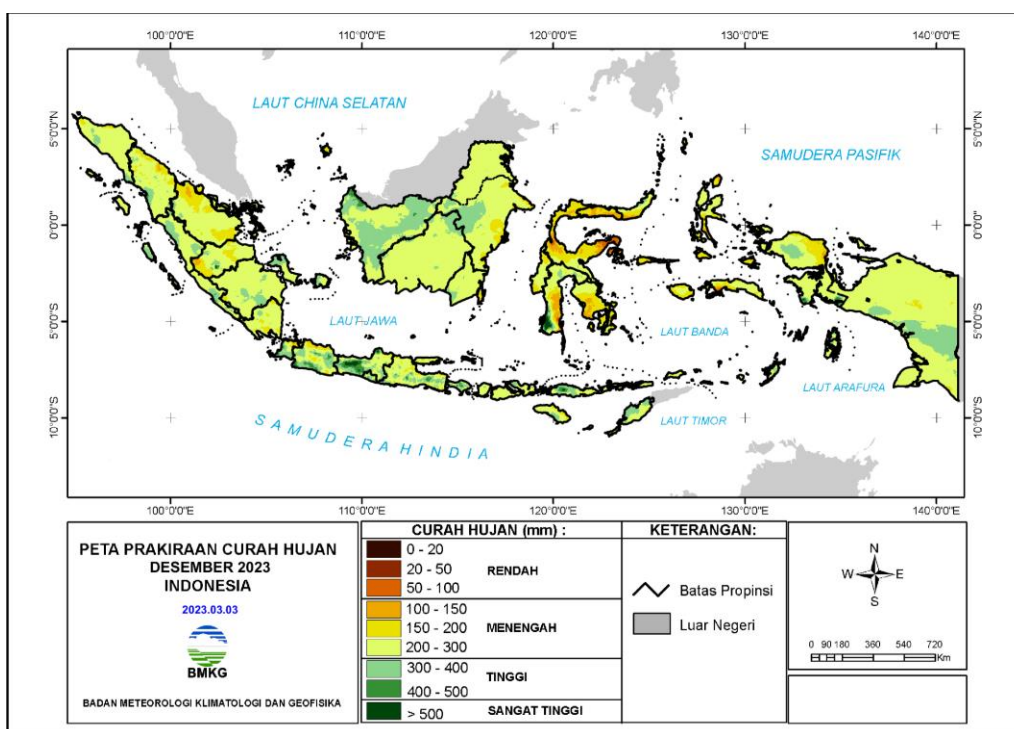 100°0'0"E 110°0'0"E 120°0'0"E 130°0'0"E 140°0'0"E
LAUT CHINA SELATAN
5°0'0"N 5°0'0"N
SAMUDERA PASIFIK
0°0'0" 0°0'0"
LAUT JAWA
5°0'0"S 5°0'0"S
LAUT BANDA
LAUT ARAFURA
10°0'0"S 10°0'0"S
LAUT TIMOR
SAMUDERA HINDIA
100°0'0"E 110°0'0"E 120°0'0"E 130°0'0"E 140°0'0"E
PETA PRAKIRAAN CURAH HUJAN
DESEMBER 2023
INDONESIA
2023.03.03
BMKG
BADAN METEOROLOGI KLIMATOLOGI DAN GEOFISIKA
CURAH HUJAN (mm) :
0 - 20
20 - 50 RENDAH
50 - 100
100 - 150
150 - 200 MENENGAH
200 - 300
300 - 400 TINGGI
400 - 500
> 500 SANGAT TINGGI
KETERANGAN:
Batas Propinsi
Luar Negeri
N
W E
S
0 90 180 360 540 720
Km